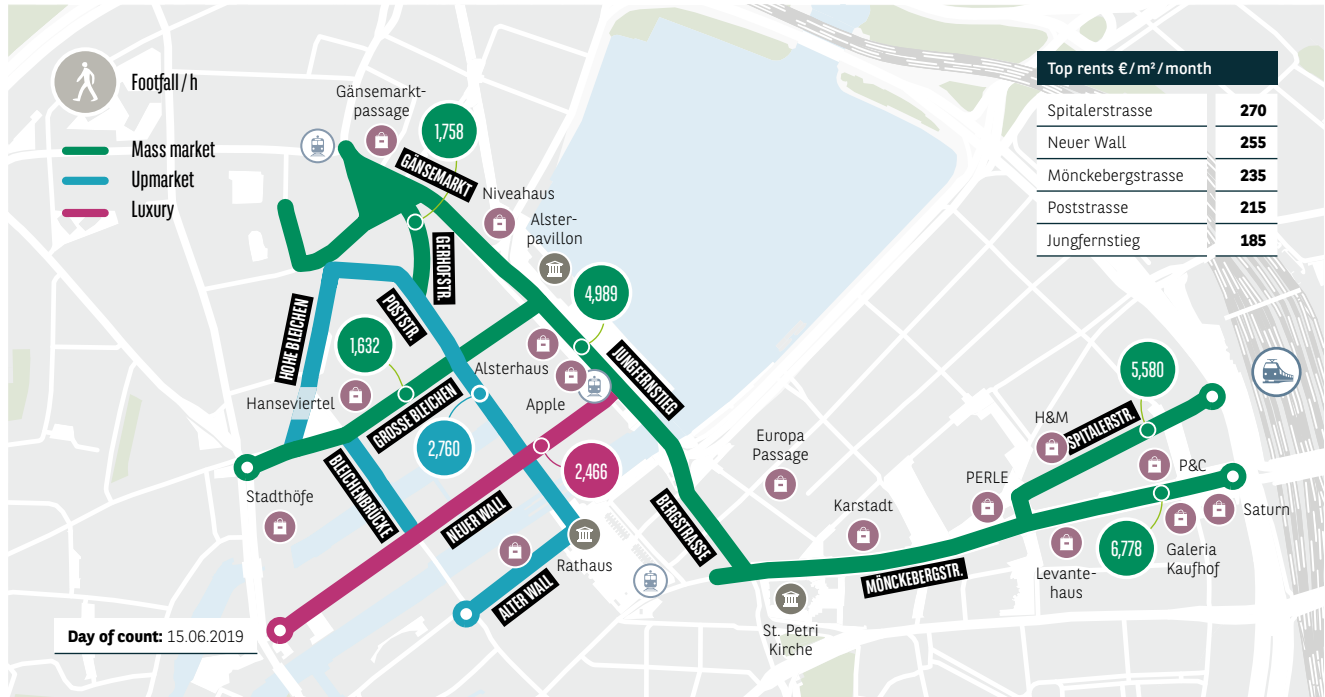 Footfall / h
Mass market
Upmarket
Luxury
Gänsemarkt-
passage
1,758
GÄNSEMARKT
Niveahaus
Alster-
pavillon
GERHOFSTR.
4,989
HOHE BLEICHEN
POSTSTR.
1,632
Alsterhaus
JUNGFERNSTIEG
Hanseviertel
GROSSE BLEICHEN
Apple
2,760
2,466
Stadthöfe
BLEICHENBRÜCKE
NEUER WALL
Rathaus
ALTER WALL
BERGSTRASSE
Europa
Passage
Karstadt
PERLE
H&M
SPITALERSTR.
5,580
P&C
Saturn
6,778
Galeria
Kaufhof
Levante-
haus
MÖNCKEBERGSTR.
St. Petri
Kirche
Top rents €/m²/month
Spitalerstrasse 270
Neuer Wall 255
Mönckebergstrasse 235
Poststrasse 215
Jungfernstieg 185
Day of count: 15.06.2019